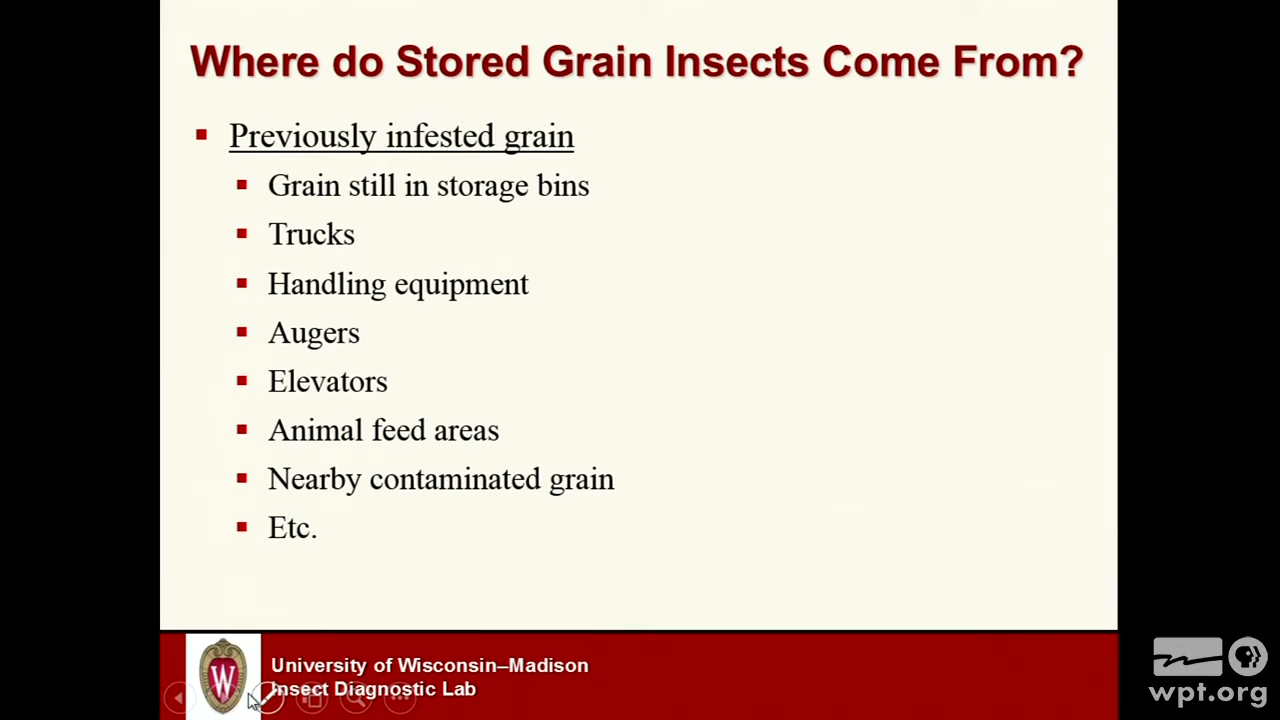 Where do Stored Grain Insects Come From?
Previously infested grain
Grain still in storage bins
Trucks
Handling equipment
Augers
Elevators
Animal feed areas
Nearby contaminated grain
Etc.
W
University of Wisconsin–Madison
Insect Diagnostic Lab
wpt.org